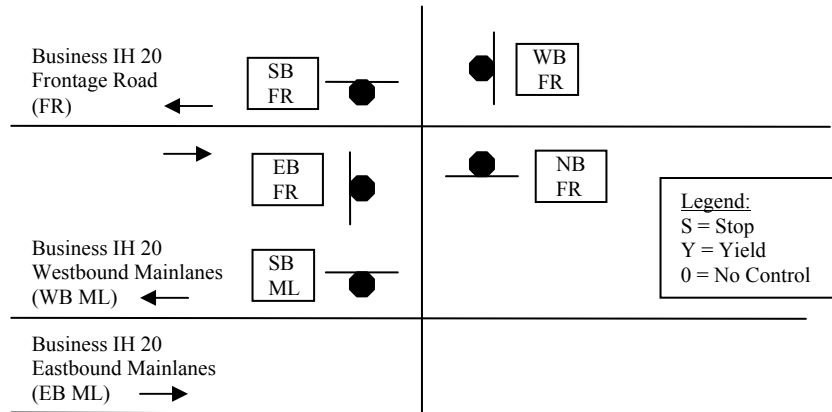 Business IH 20
Frontage Road
(FR)
SB
FR
WB
FR
EB
FR
NB
FR
Legend:
S = Stop
Y = Yield
0 = No Control
Business IH 20
Westbound Mainlanes
(WB ML)
SB
ML
Business IH 20
Eastbound Mainlanes
(EB ML)